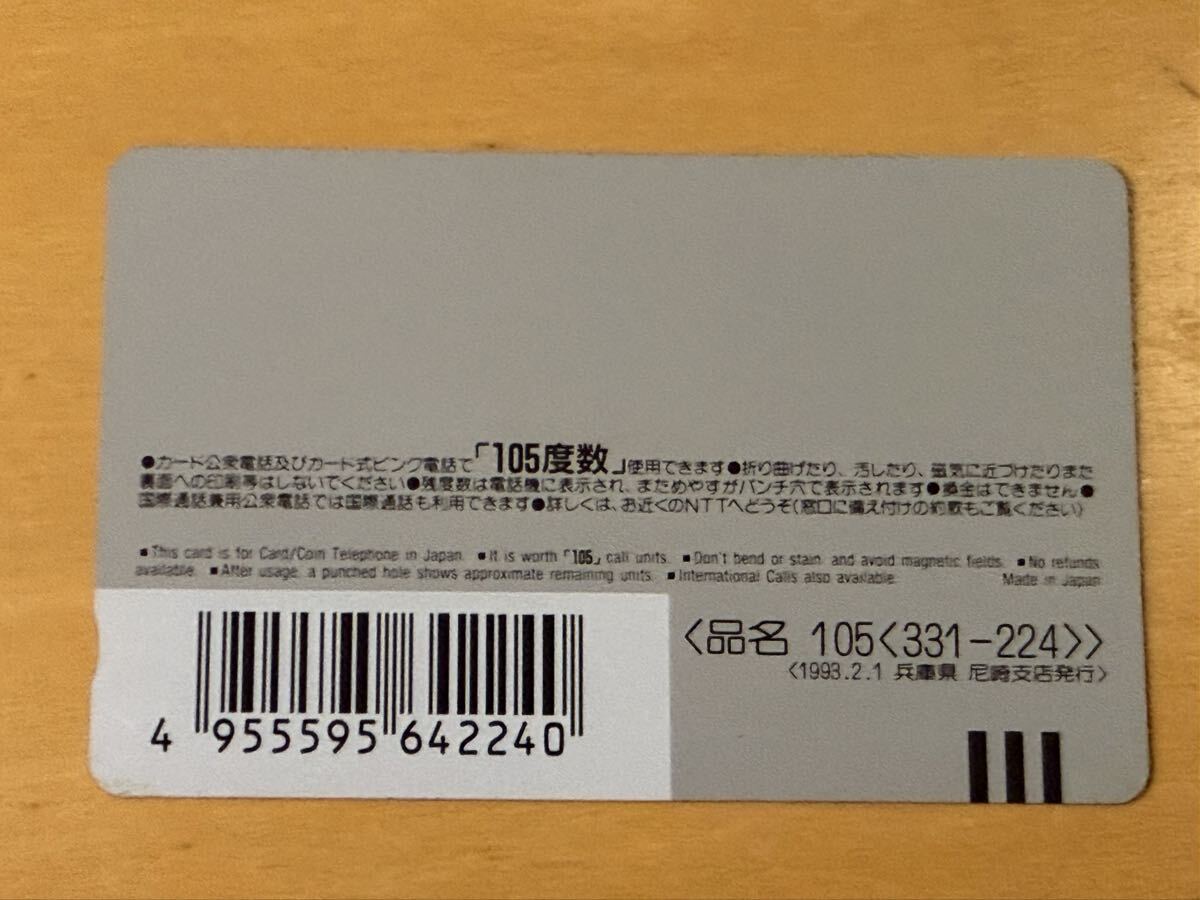 ●カード公衆電話及びカード式ピンク電話で「105度数」使用できます●折り曲げたり、汚したり、磁気に近づけたりまた
裏面への印刷等はしないでください●残度数は電話機に表示され、まためやすがパンチ穴で表示されます●換金はできません●
国際通話兼用公衆電話では国際通話も利用できます●詳しくは、お近くのNTTへどうぞ(窓口に備え付けの約款もご覧ください)
■This card is for Card/Coin Telephone in Japan. ■It is worth「105」call units. ■Don't bend or stain, and avoid magnetic fields. ■No refunds
available. ■After usage, a punched hole shows approximate remaining units. ■International Calls also available. Made in Japan
<品名 105<331-224>>
<1993.2.1 兵庫県 尼崎支店発行>
4 955595 642240